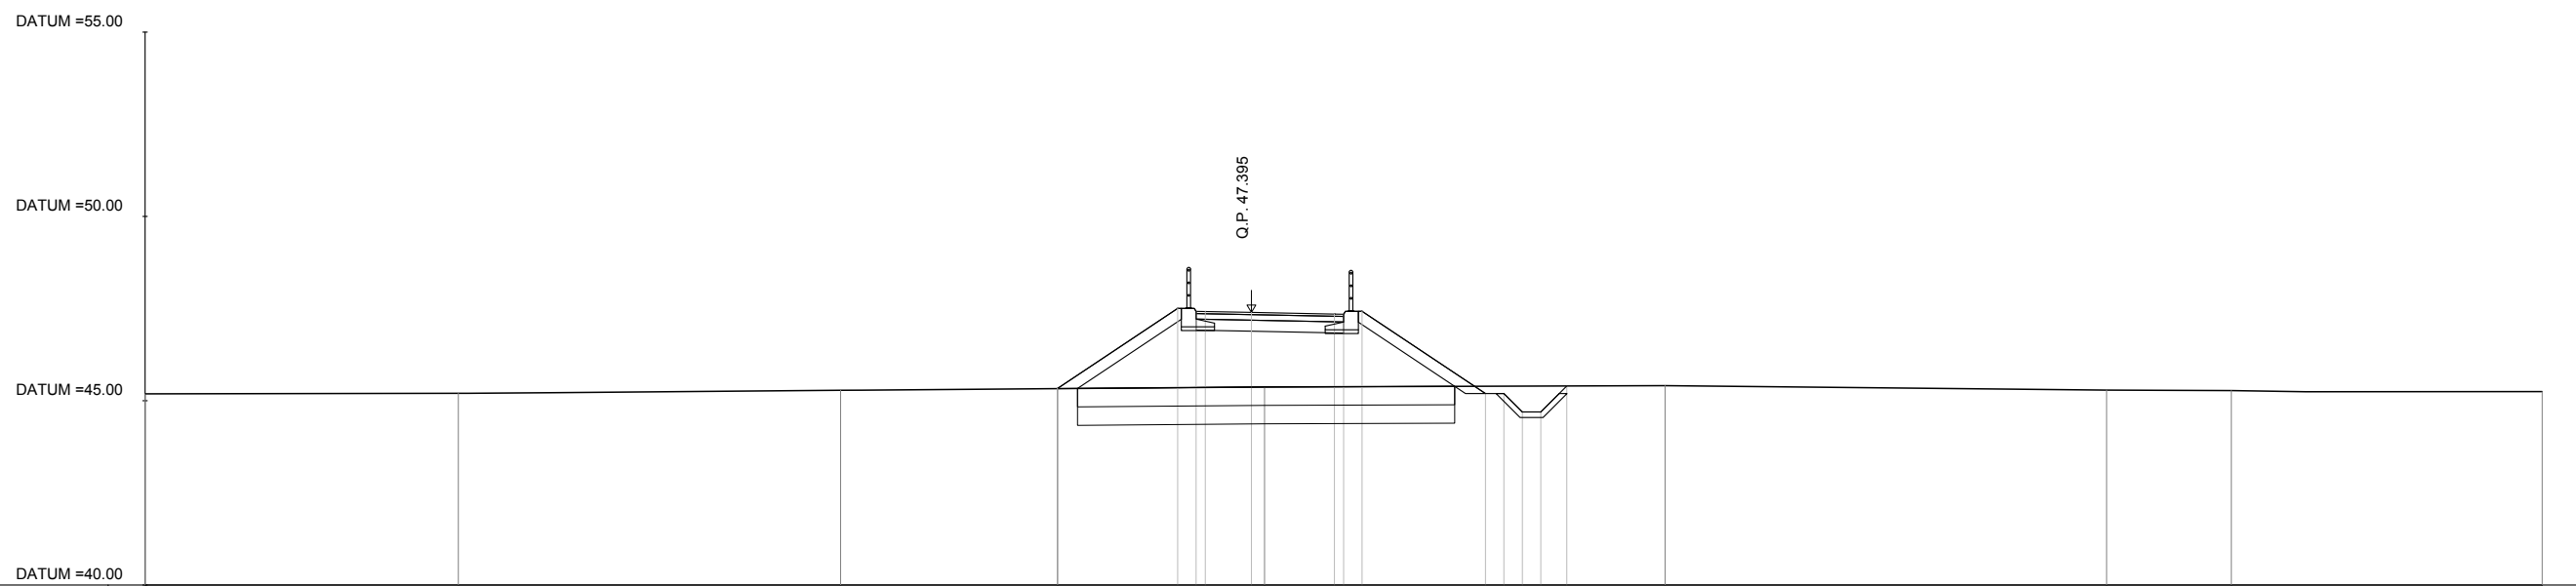 DATUM =55.00
Q.P. 47.395
DATUM =50.00
DATUM =45.00
DATUM =40.00